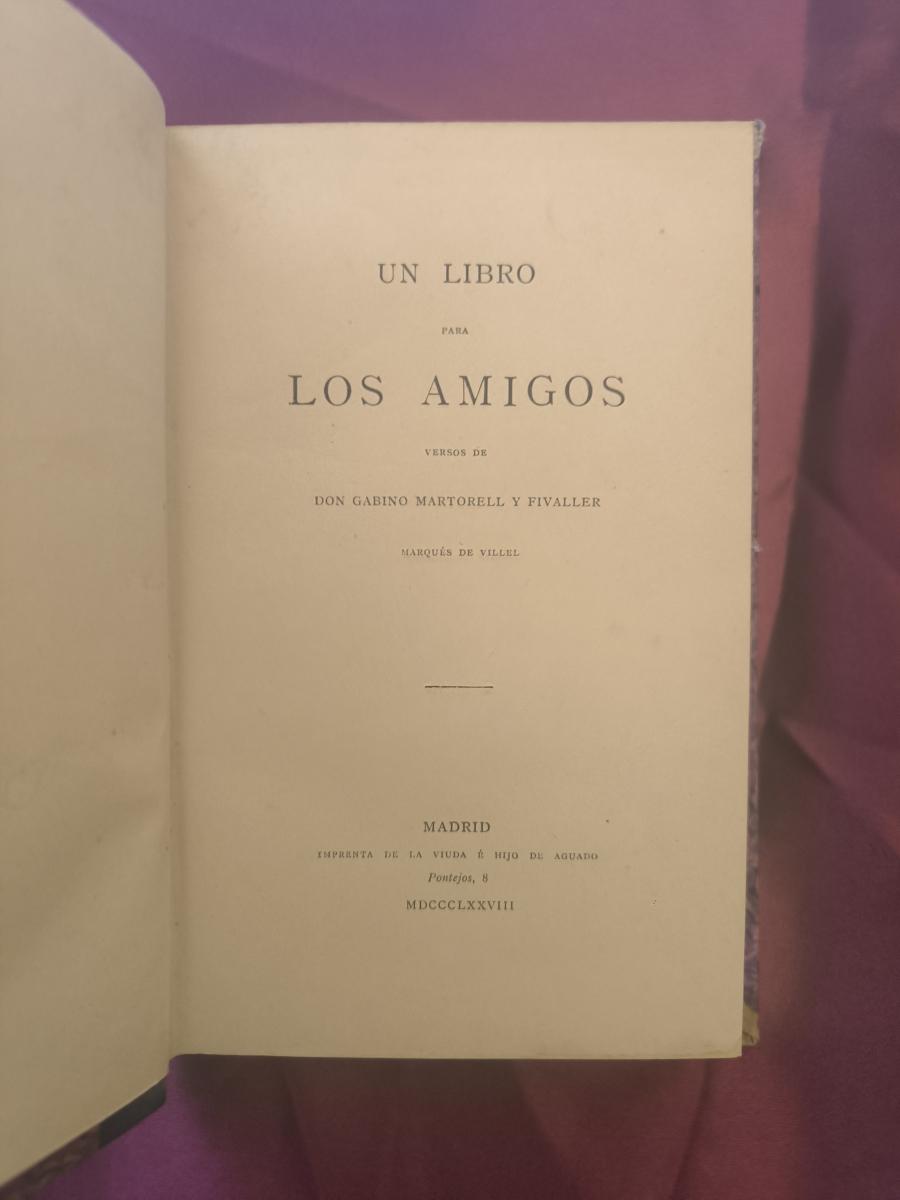 UN LIBRO
PARA
LOS AMIGOS
VERSOS DE
DON GABINO MARTORELL Y FIVALLER
MARQUÉS DE VILLEL
MADRID
IMPRENTA DE LA VIUDA É HIJO DE AGUADO
Pontejos, 8
MDCCCLXXVIII